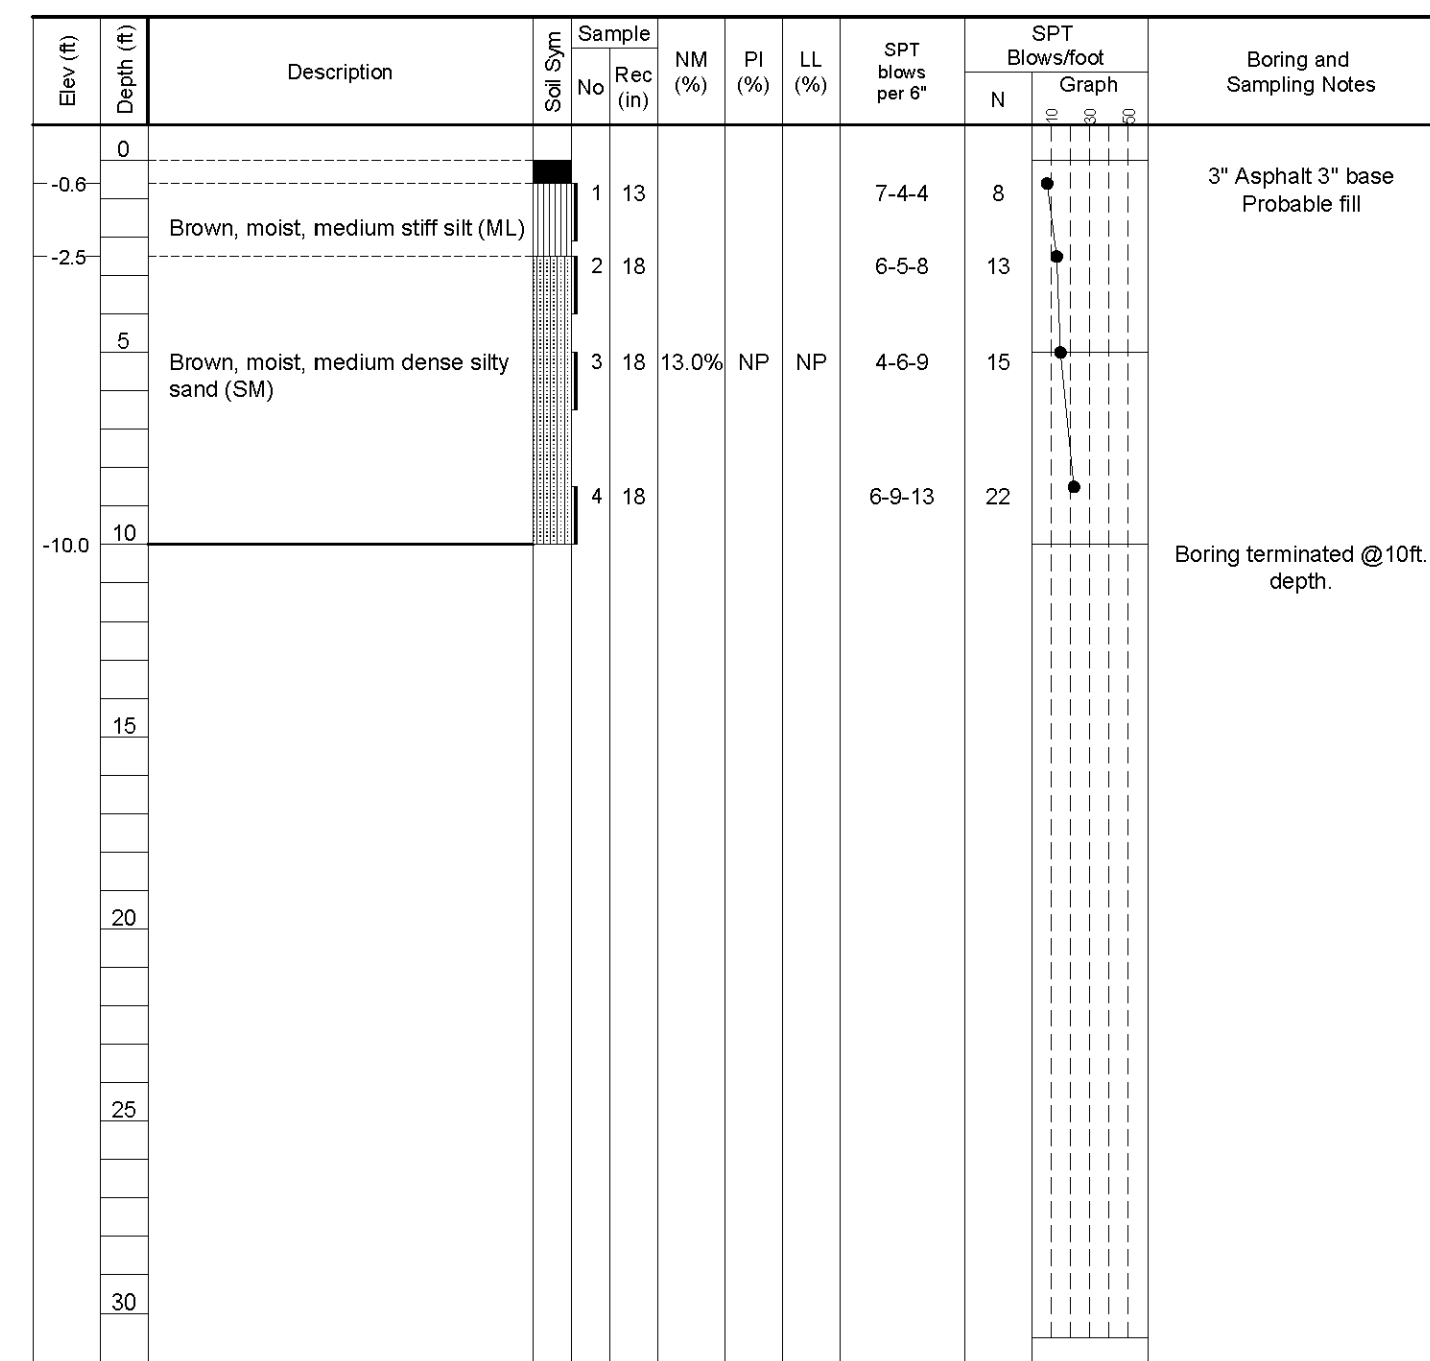 Elev (ft)
Depth (ft)
Description
Soil Sym
Sample
No
Rec
(in)
NM
(%)
PI
(%)
LL
(%)
SPT
blows
per 6"
SPT
Blows/foot
N
Graph
10 30 50
Boring and
Sampling Notes
0
-0.6
1 13 7-4-4 8
3" Asphalt 3" base
Probable fill
Brown, moist, medium stiff silt (ML)
-2.5
2 18 6-5-8 13
5
Brown, moist, medium dense silty
sand (SM)
3 18 13.0% NP NP 4-6-9 15
4 18 6-9-13 22
10
-10.0
Boring terminated @10ft.
depth.
15
20
25
30